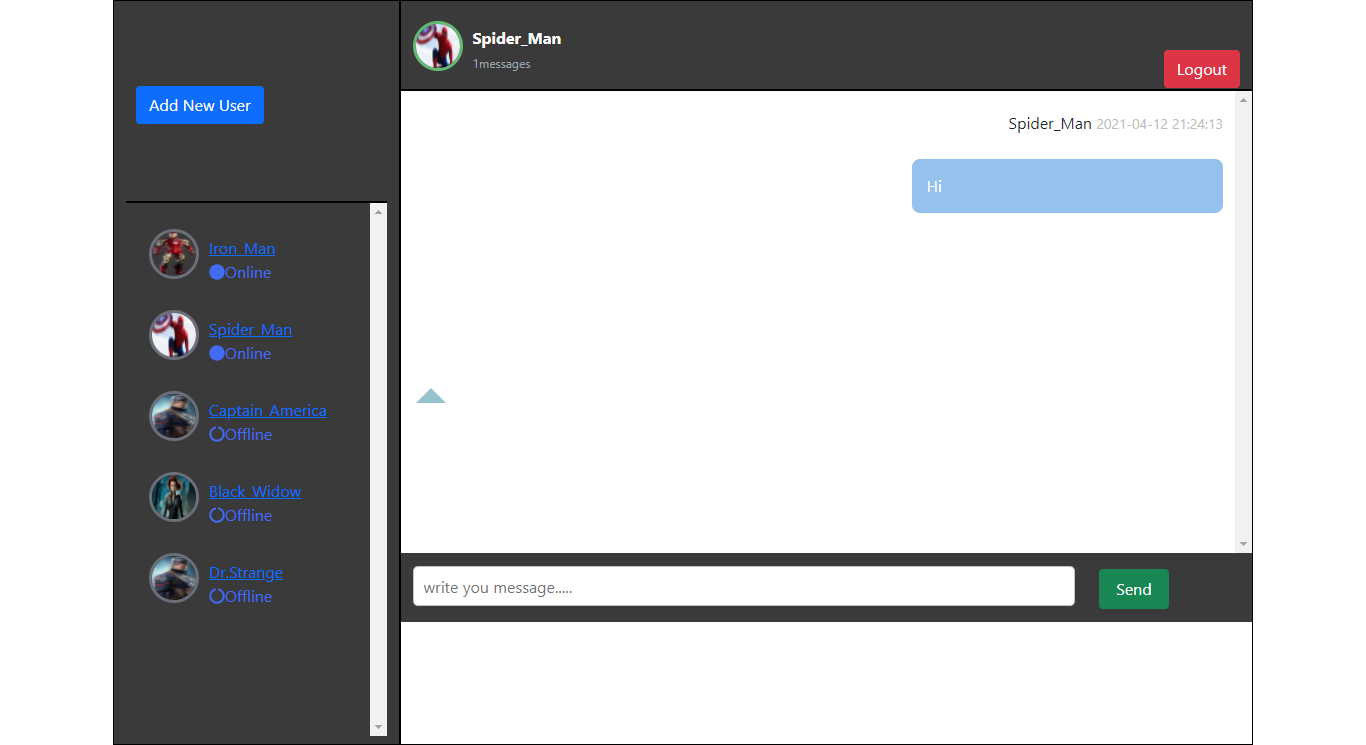 Add New User
Iron_Man
Online
Spider_Man
Online
Captain_America
Offline
Black_Widow
Offline
Dr.Strange
Offline
Spider_Man
1messages
Logout
Spider_Man 2021-04-12 21:24:13
Hi
write you message.....
Send